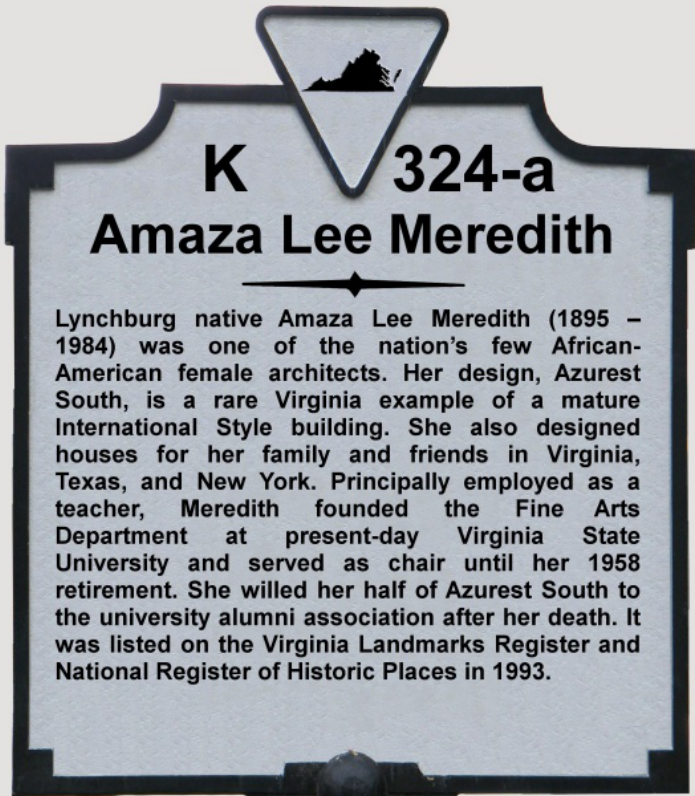 K 324-a
Amaza Lee Meredith
Lynchburg native Amaza Lee Meredith (1895 –
1984) was one of the nation's few African-
American female architects. Her design, Azurest
South, is a rare Virginia example of a mature
International Style building. She also designed
houses for her family and friends in Virginia,
Texas, and New York. Principally employed as a
teacher, Meredith founded the Fine Arts
Department at present-day Virginia State
University and served as chair until her 1958
retirement. She willed her half of Azurest South to
the university alumni association after her death. It
was listed on the Virginia Landmarks Register and
National Register of Historic Places in 1993.